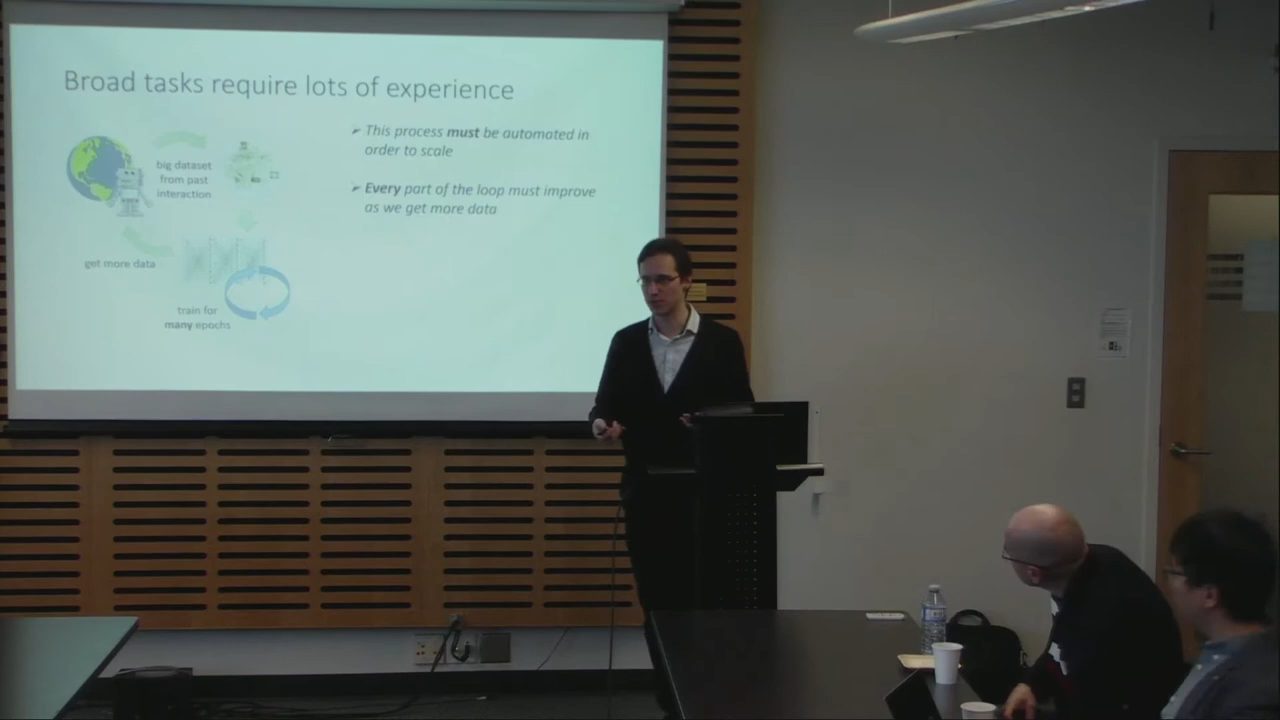 Broad tasks require lots of experience
➢ This process must be automated in
order to scale
➢ Every part of the loop must improve
as we get more data
big dataset
from past
interaction
get more data
train for
many epochs